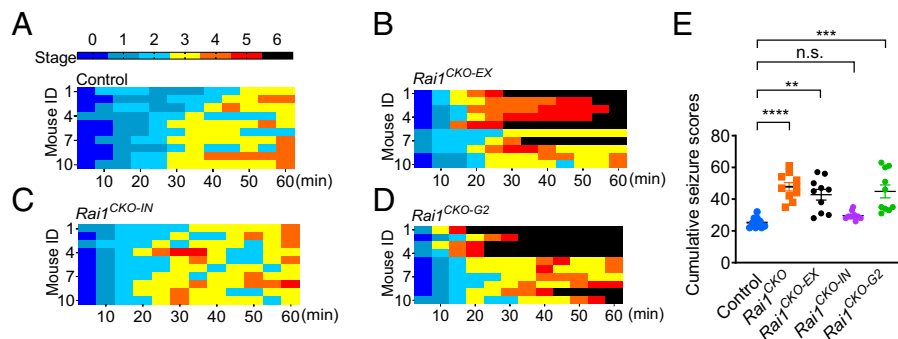 A
0 1 2 3 4 5 6
Stage
Control
Mouse ID
1
4
7
10
10 20 30 40 50 60 (min)
B
Rai1CKO-EX
Mouse ID
1
4
7
10
10 20 30 40 50 60 (min)
C
Rai1CKO-IN
Mouse ID
1
4
7
10
10 20 30 40 50 60 (min)
D
Rai1CKO-G2
Mouse ID
1
4
7
10
10 20 30 40 50 60 (min)
E
***
n.s.
**
****
Cumulative seizure scores
80
60
40
20
0
Control
Rai1CKO
Rai1CKO-EX
Rai1CKO-IN
Rai1CKO-G2